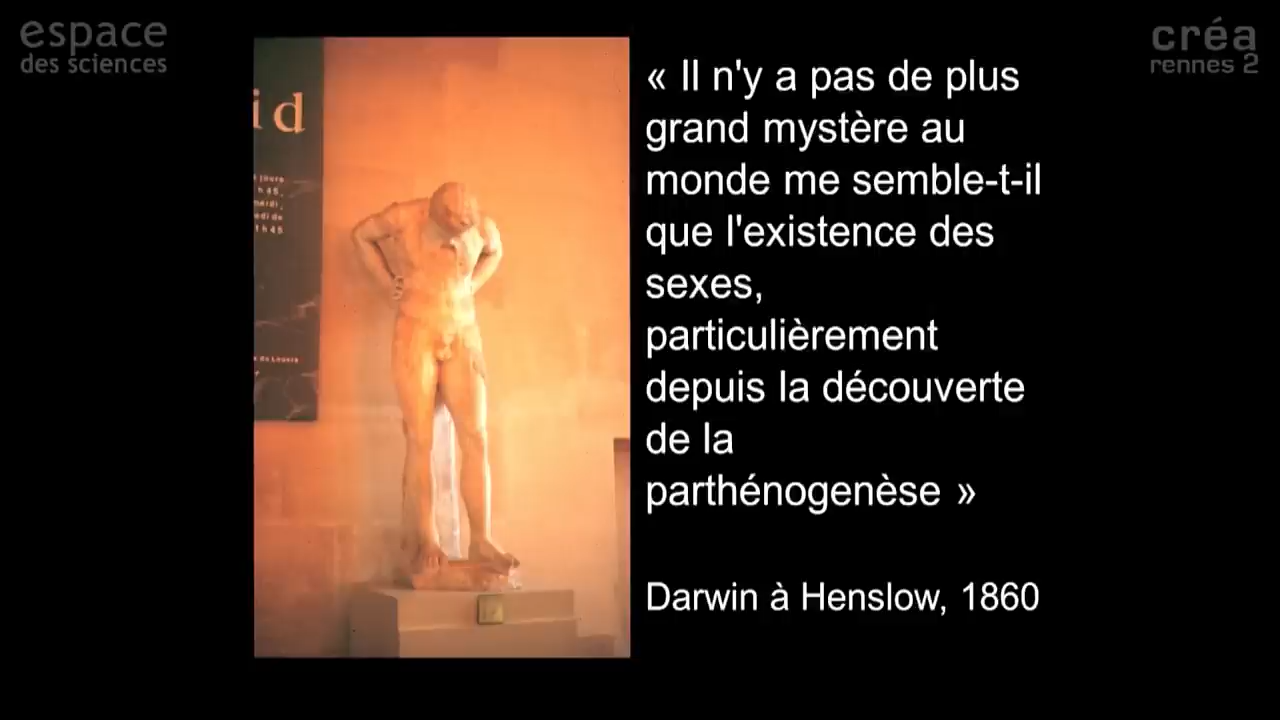 espace
des sciences
créa
rennes 2
id
« Il n'y a pas de plus
grand mystère au
monde me semble-t-il
que l'existence des
sexes,
particulièrement
depuis la découverte
de la
parthénogenèse »
Darwin à Henslow, 1860